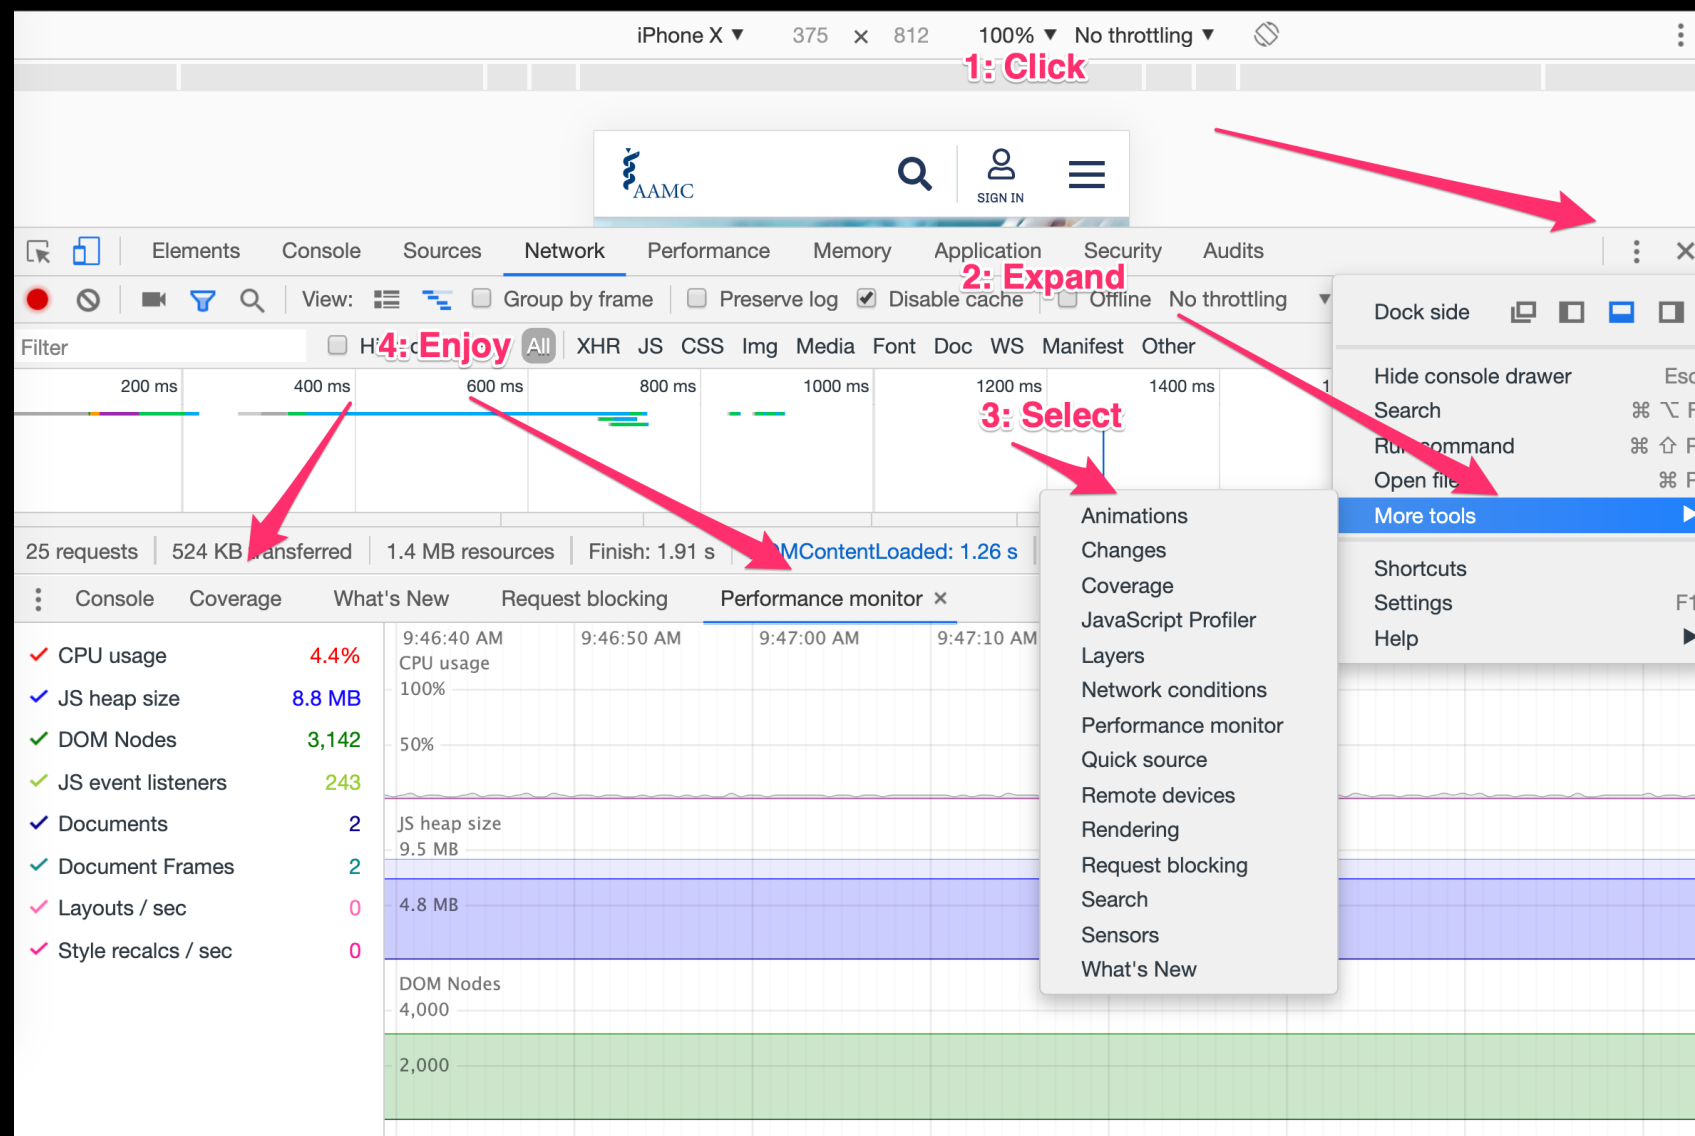 iPhone X ▼ 375 × 812 100% ▼ No throttling ▼
1: Click
AAMC
SIGN IN
Elements Console Sources Network Performance Memory Application Security Audits
2: Expand
View: Group by frame Preserve log Disable cache Offline No throttling ▼
Dock side
Filter
4: Enjoy
All XHR JS CSS Img Media Font Doc WS Manifest Other
200 ms 400 ms 600 ms 800 ms 1000 ms 1200 ms 1400 ms
3: Select
Hide console drawer Esc
Search ⌘ ⌥ F
Run command ⌘ ⇧ P
Open file ⌘ P
More tools ▶
Shortcuts
Settings F1
Help ▶
Animations
Changes
Coverage
JavaScript Profiler
Layers
Network conditions
Performance monitor
Quick source
Remote devices
Rendering
Request blocking
Search
Sensors
What's New
25 requests 524 KB transferred 1.4 MB resources Finish: 1.91 s DOMContentLoaded: 1.26 s
Console Coverage What's New Request blocking Performance monitor ×
CPU usage 4.4%
JS heap size 8.8 MB
DOM Nodes 3,142
JS event listeners 243
Documents 2
Document Frames 2
Layouts / sec 0
Style recalcs / sec 0
9:46:40 AM 9:46:50 AM 9:47:00 AM 9:47:10 AM
CPU usage
100%
50%
JS heap size
9.5 MB
4.8 MB
DOM Nodes
4,000
2,000